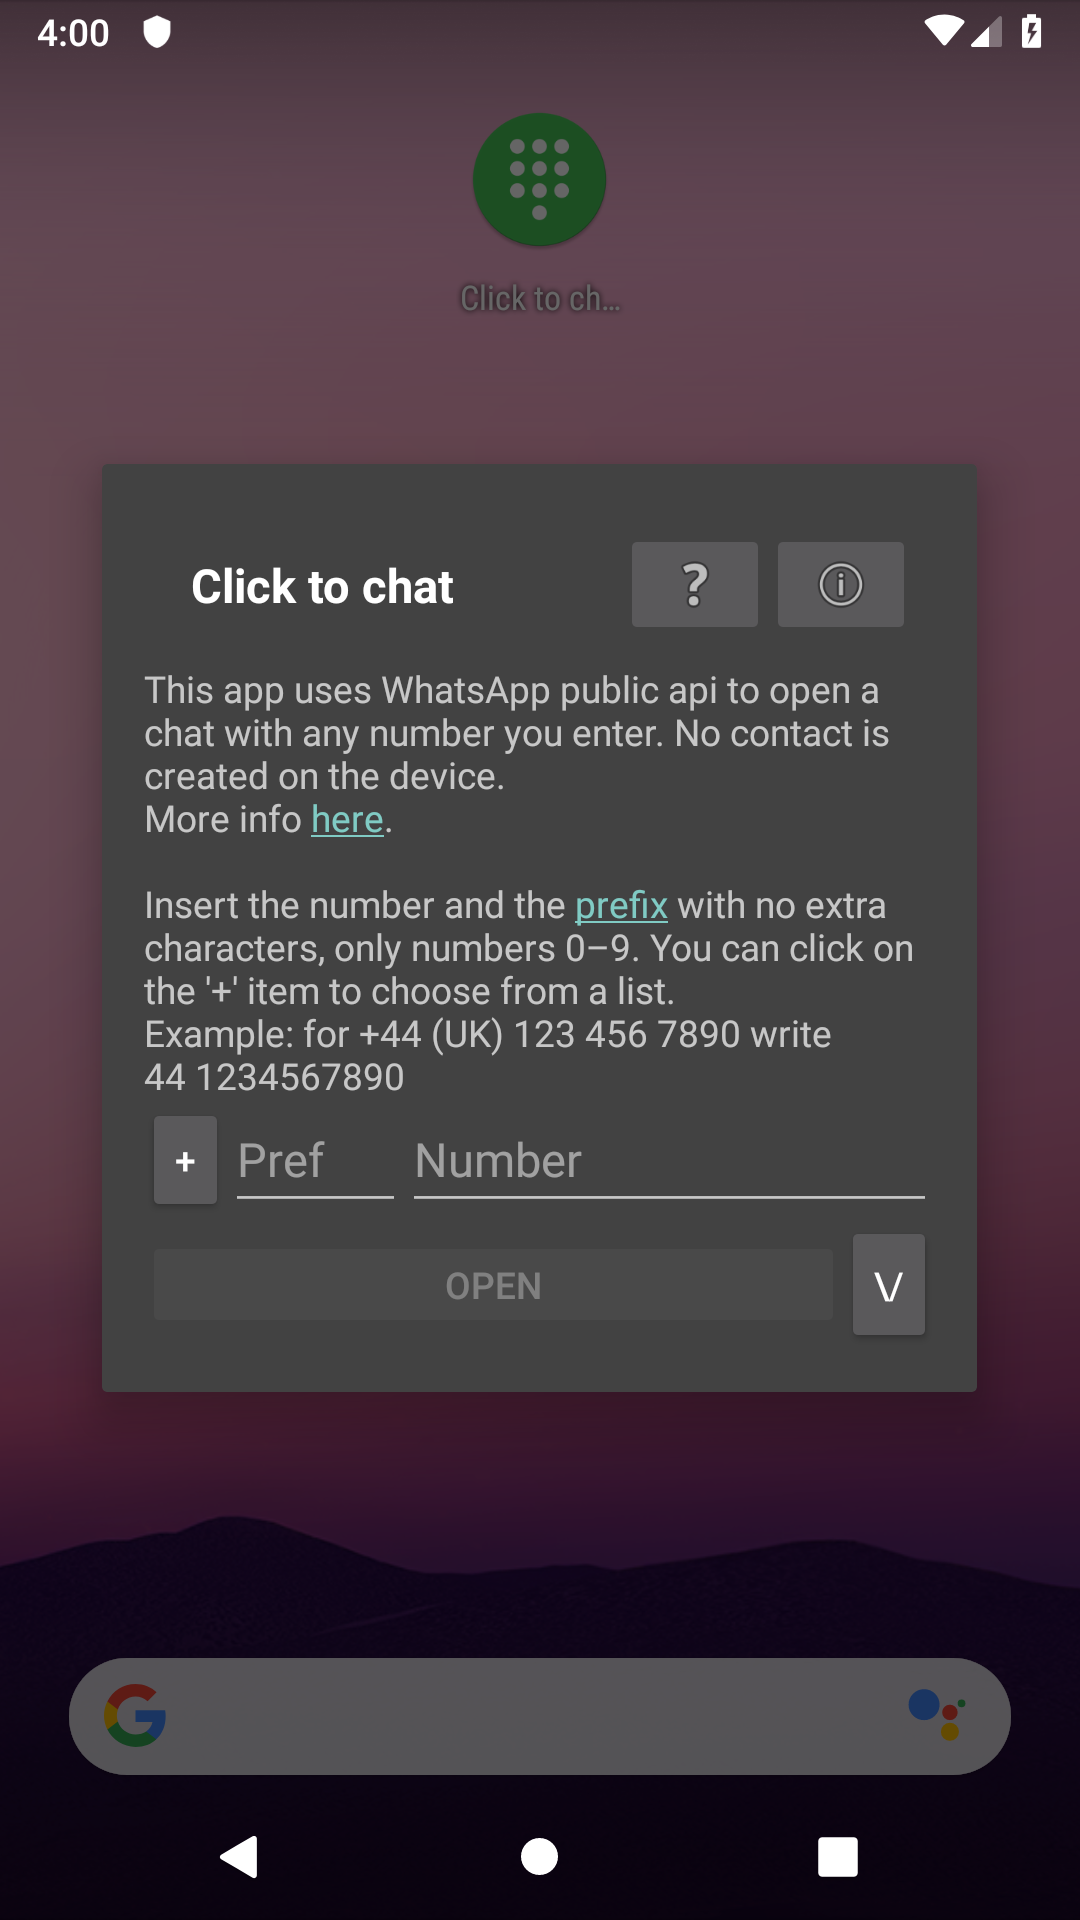 4:00
Click to ch…
Click to chat
?
This app uses WhatsApp public api to open a
chat with any number you enter. No contact is
created on the device.
More info here.
Insert the number and the prefix with no extra
characters, only numbers 0–9. You can click on
the '+' item to choose from a list.
Example: for +44 (UK) 123 456 7890 write
44 1234567890
+ Pref Number
OPEN \/